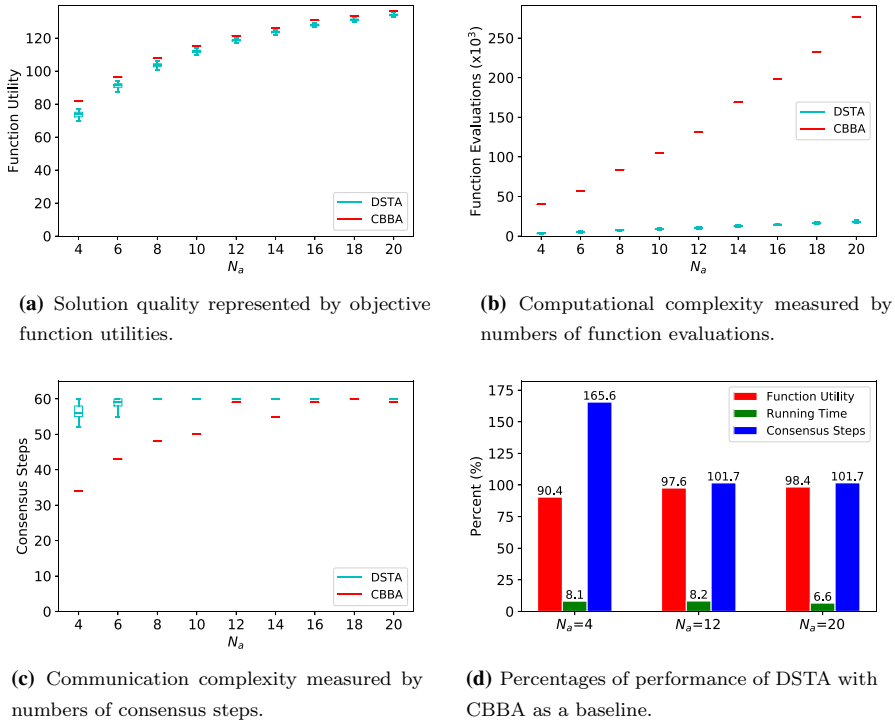 120
100
80
60
40
20
0
Function Utility
4 6 8 10 12 14 16 18 20
N_a
DSTA
CBBA
(a) Solution quality represented by objective
function utilities.
250
200
150
100
50
0
Function Evaluations (x10³)
4 6 8 10 12 14 16 18 20
N_a
DSTA
CBBA
(b) Computational complexity measured by
numbers of function evaluations.
60
50
40
30
20
10
0
Consensus Steps
4 6 8 10 12 14 16 18 20
N_a
DSTA
CBBA
(c) Communication complexity measured by
numbers of consensus steps.
175
150
125
100
75
50
25
0
Percent (%)
Function Utility
Running Time
Consensus Steps
90.4 8.1 165.6
97.6 8.2 101.7
98.4 6.6 101.7
N_a=4 N_a=12 N_a=20
(d) Percentages of performance of DSTA with
CBBA as a baseline.